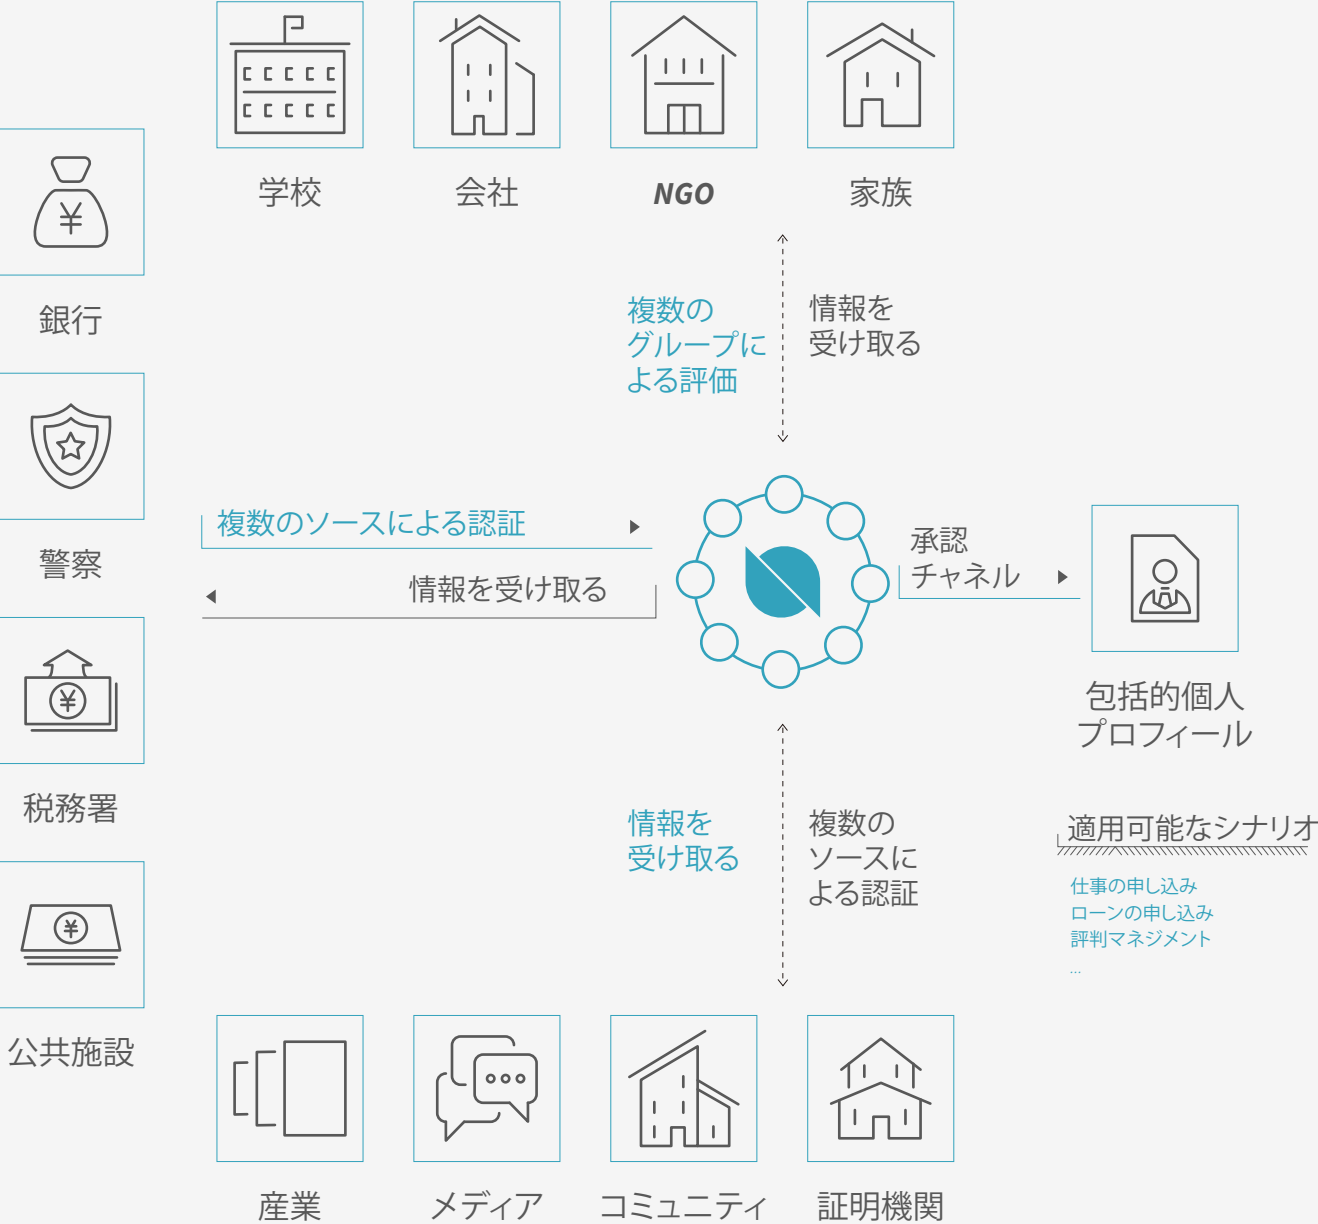 学校
会社
NGO
家族
銀行
複数の
グループに
よる評価
情報を
受け取る
警察
複数のソースによる認証
情報を受け取る
承認
チャネル
包括的個人
プロフィール
税務署
情報を
受け取る
複数の
ソースに
よる認証
適用可能なシナリオ
仕事の申し込み
ローンの申し込み
評判マネジメント
...
公共施設
産業
メディア
コミュニティ
証明機関